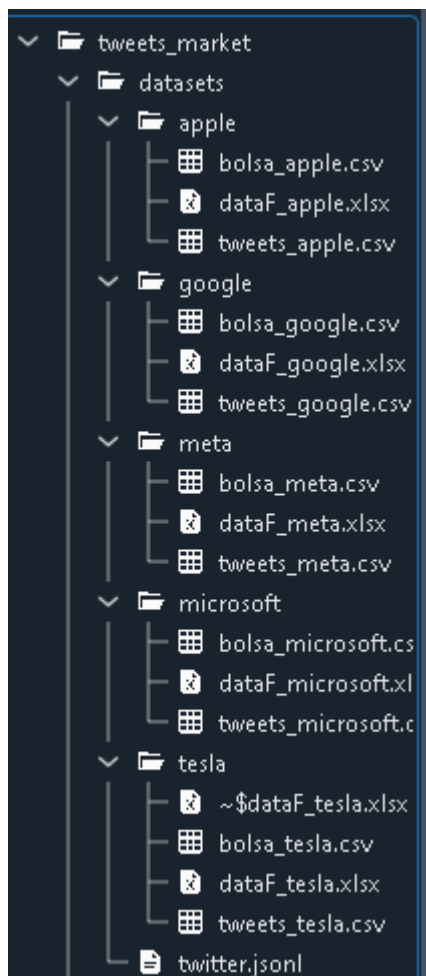 tweets_market
datasets
apple
bolsa_apple.csv
dataF_apple.xlsx
tweets_apple.csv
google
bolsa_google.csv
dataF_google.xlsx
tweets_google.csv
meta
bolsa_meta.csv
dataF_meta.xlsx
tweets_meta.csv
microsoft
bolsa_microsoft.cs
dataF_microsoft.xl
tweets_microsoft.c
tesla
~$dataF_tesla.xlsx
bolsa_tesla.csv
dataF_tesla.xlsx
tweets_tesla.csv
twitter.jsonl